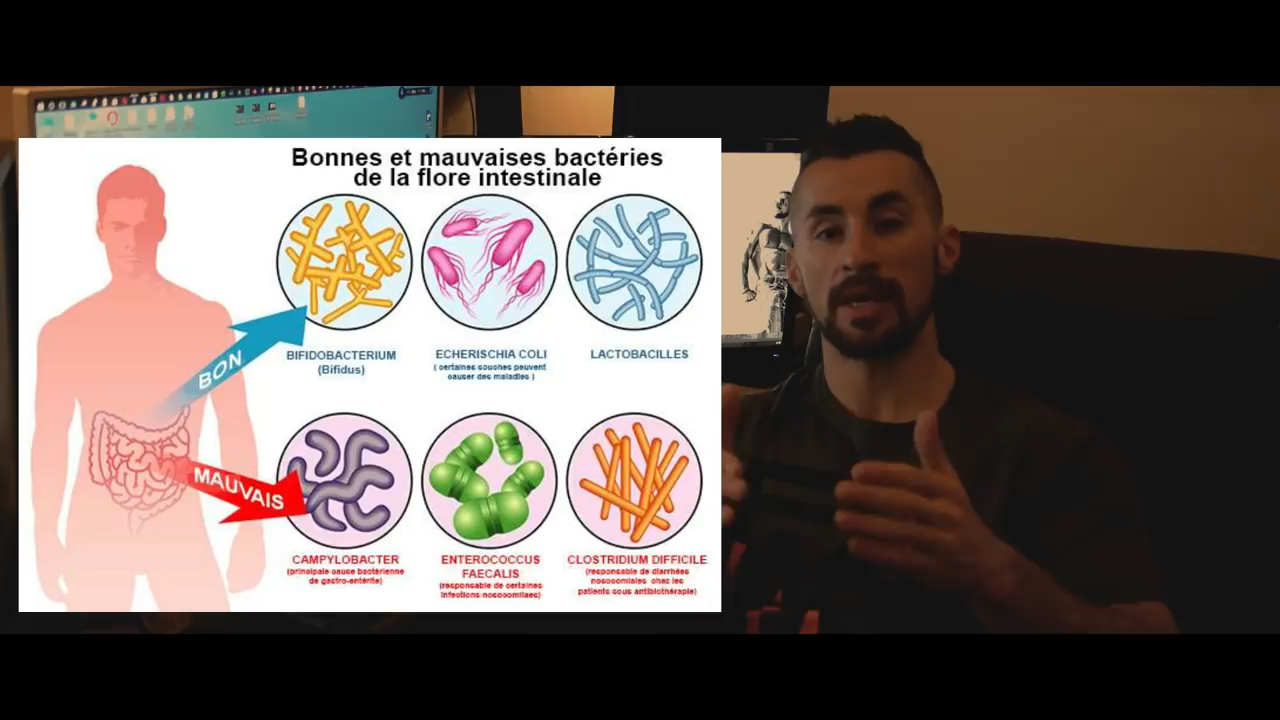 Bonnes et mauvaises bactéries
de la flore intestinale
BON
BIFIDOBACTERIUM
(Bifidus)
ECHERISCHIA COLI
( certaines souches peuvent
causer des maladies )
LACTOBACILLES
MAUVAIS
CAMPYLOBACTER
(principale cause bactérienne
de gastro-entérite)
ENTEROCOCCUS
FAECALIS
(responsable de certaines
infections nosocomilaes)
CLOSTRIDIUM DIFFICILE
(responsable de diarrhées
nosocomiales chez les
patients sous antibiothérapie)